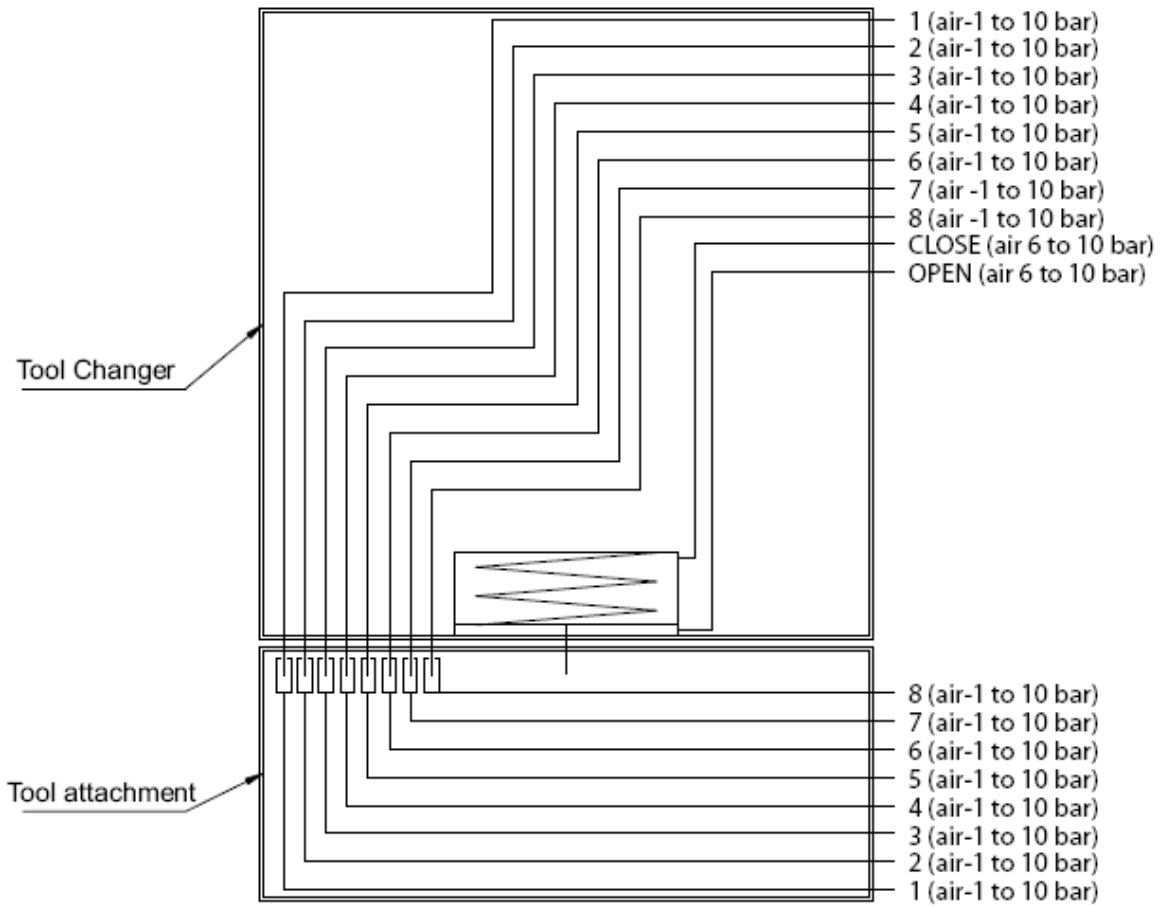 1 (air-1 to 10 bar)
2 (air-1 to 10 bar)
3 (air-1 to 10 bar)
4 (air-1 to 10 bar)
5 (air-1 to 10 bar)
6 (air-1 to 10 bar)
7 (air -1 to 10 bar)
8 (air -1 to 10 bar)
CLOSE (air 6 to 10 bar)
OPEN (air 6 to 10 bar)
Tool Changer
8 (air-1 to 10 bar)
7 (air-1 to 10 bar)
6 (air-1 to 10 bar)
5 (air-1 to 10 bar)
Tool attachment
4 (air-1 to 10 bar)
3 (air-1 to 10 bar)
2 (air-1 to 10 bar)
1 (air-1 to 10 bar)